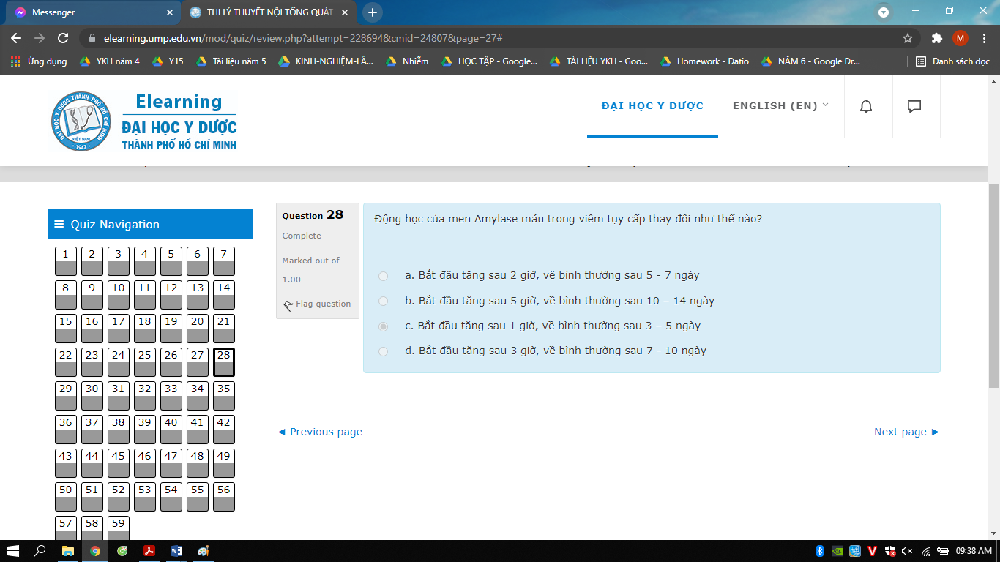 Messenger
THI LÝ THUYẾT NỘI TỔNG QUÁT
elearning.ump.edu.vn/mod/quiz/review.php?attempt=228694&cmid=24807&page=27#
M
Ứng dụng
YKH năm 4
Y15
Tài liệu năm 5
KINH-NGHIỆM-LÂ...
Nhiễm
HỌC TẬP - Google...
TÀI LIỆU YKH - Goo...
Homework - Datio
NĂM 6 - Google Dr...
Danh sách đọc
ĐẠI HỌC Y DƯỢC THÀNH PHỐ HỒ CHÍ MINH
VIỆT NAM
1947
Elearning
ĐẠI HỌC Y DƯỢC
THÀNH PHỐ HỒ CHÍ MINH
ĐẠI HỌC Y DƯỢC
ENGLISH (EN)
Quiz Navigation
1 2 3 4 5 6 7
8 9 10 11 12 13 14
15 16 17 18 19 20 21
22 23 24 25 26 27 28
29 30 31 32 33 34 35
36 37 38 39 40 41 42
43 44 45 46 47 48 49
50 51 52 53 54 55 56
57 58 59
Question 28
Complete
Marked out of
1.00
Flag question
Động học của men Amylase máu trong viêm tụy cấp thay đổi như thế nào?
a. Bắt đầu tăng sau 2 giờ, về bình thường sau 5 - 7 ngày
b. Bắt đầu tăng sau 5 giờ, về bình thường sau 10 – 14 ngày
c. Bắt đầu tăng sau 1 giờ, về bình thường sau 3 – 5 ngày
d. Bắt đầu tăng sau 3 giờ, về bình thường sau 7 - 10 ngày
◄ Previous page
Next page ►
09:38 AM